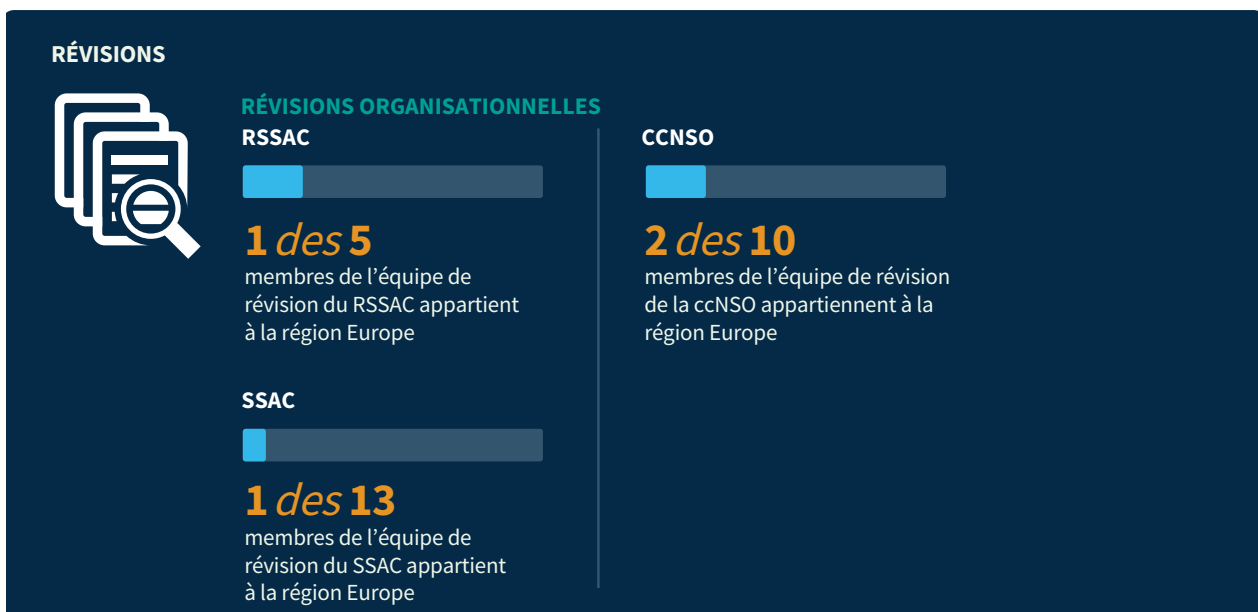 RÉVISIONS
RÉVISIONS ORGANISATIONNELLES
RSSAC
1 des 5
membres de l’équipe de
révision du RSSAC appartient
à la région Europe
SSAC
1 des 13
membres de l’équipe de
révision du SSAC appartient
à la région Europe
CCNSO
2 des 10
membres de l’équipe de révision
de la ccNSO appartiennent à la
région Europe